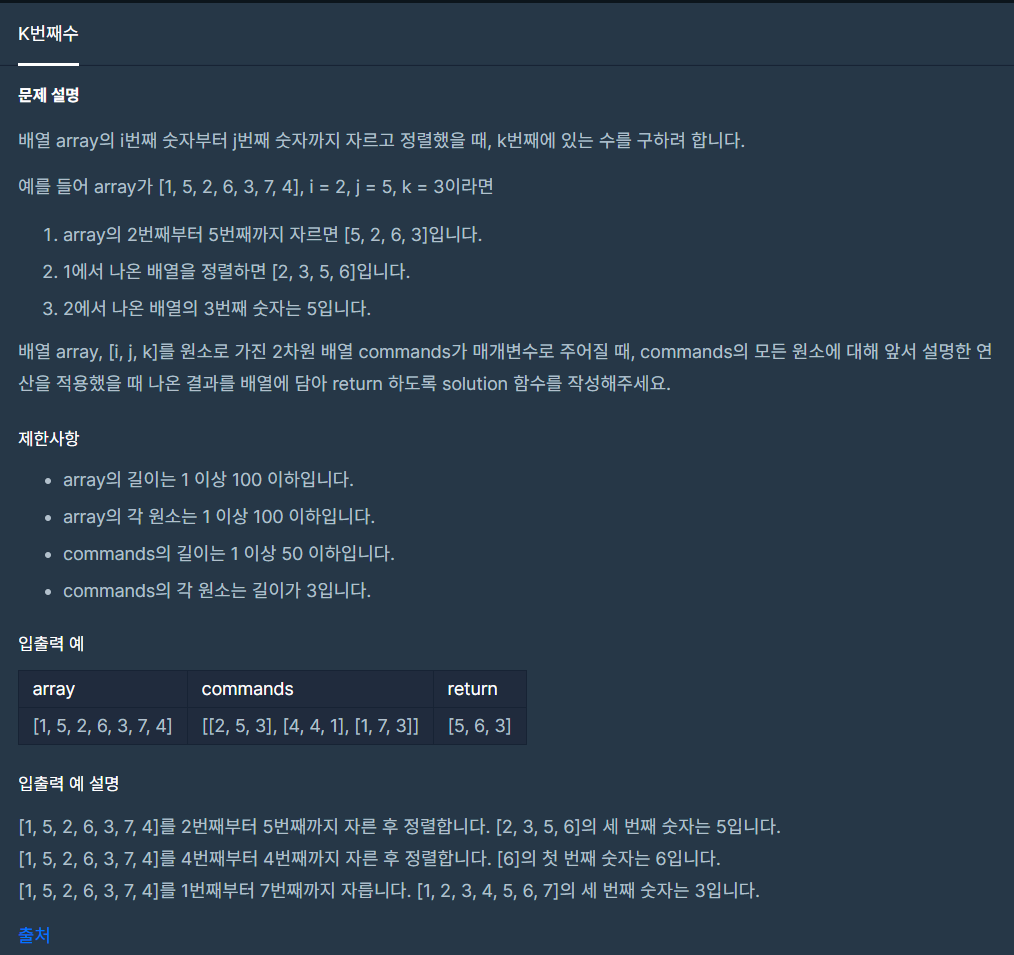 K번째수
문제 설명
배열 array의 i번째 숫자부터 j번째 숫자까지 자르고 정렬했을 때, k번째에 있는 수를 구하려 합니다.
예를 들어 array가 [1, 5, 2, 6, 3, 7, 4], i = 2, j = 5, k = 3이라면
1. array의 2번째부터 5번째까지 자르면 [5, 2, 6, 3]입니다.
2. 1에서 나온 배열을 정렬하면 [2, 3, 5, 6]입니다.
3. 2에서 나온 배열의 3번째 숫자는 5입니다.
배열 array, [i, j, k]를 원소로 가진 2차원 배열 commands가 매개변수로 주어질 때, commands의 모든 원소에 대해 앞서 설명한 연
산을 적용했을 때 나온 결과를 배열에 담아 return 하도록 solution 함수를 작성해주세요.
제한사항
• array의 길이는 1 이상 100 이하입니다.
• array의 각 원소는 1 이상 100 이하입니다.
• commands의 길이는 1 이상 50 이하입니다.
• commands의 각 원소는 길이가 3입니다.
입출력 예
array commands return
[1, 5, 2, 6, 3, 7, 4] [[2, 5, 3], [4, 4, 1], [1, 7, 3]] [5, 6, 3]
입출력 예 설명
[1, 5, 2, 6, 3, 7, 4]를 2번째부터 5번째까지 자른 후 정렬합니다. [2, 3, 5, 6]의 세 번째 숫자는 5입니다.
[1, 5, 2, 6, 3, 7, 4]를 4번째부터 4번째까지 자른 후 정렬합니다. [6]의 첫 번째 숫자는 6입니다.
[1, 5, 2, 6, 3, 7, 4]를 1번째부터 7번째까지 자릅니다. [1, 2, 3, 4, 5, 6, 7]의 세 번째 숫자는 3입니다.
출처